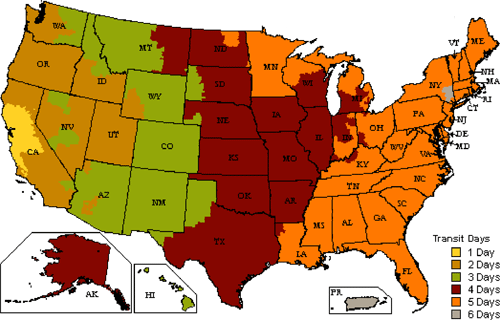 WA
MT
ND
MN
VT
ME
OR
ID
SD
WI
MI
NY
NH
MA
RI
CT
WY
NE
IA
PA
NJ
NV
UT
CO
IL
IN
OH
DE
MD
CA
KS
MO
WV
VA
KY
AZ
NM
OK
AR
TN
NC
SC
TX
MS
AL
GA
LA
FL
AK
HI
PR
Transit Days
1 Day
2 Days
3 Days
4 Days
5 Days
6 Days